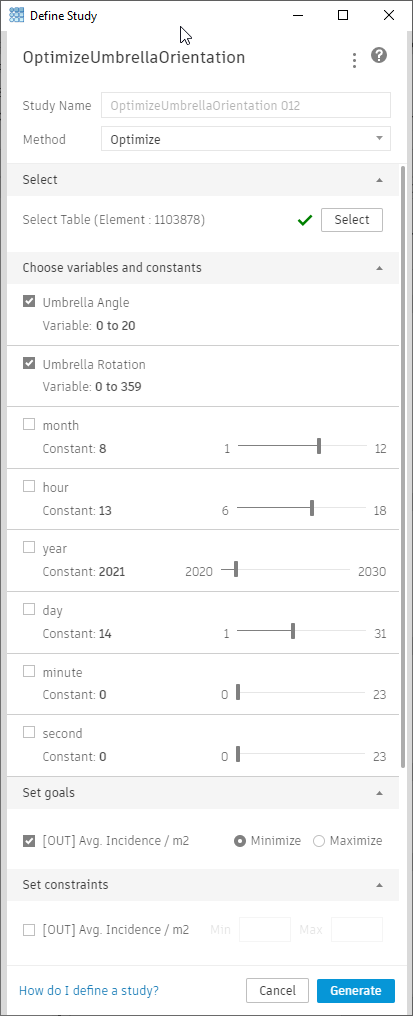 Define Study
OptimizeUmbrellaOrientation
Study Name OptimizeUmbrellaOrientation 012
Method Optimize
Select
Select Table (Element : 1103878) Select
Choose variables and constants
Umbrella Angle
Variable: 0 to 20
Umbrella Rotation
Variable: 0 to 359
month
Constant: 8 1 12
hour
Constant: 13 6 18
year
Constant: 2021 2020 2030
day
Constant: 14 1 31
minute
Constant: 0 0 23
second
Constant: 0 0 23
Set goals
[OUT] Avg. Incidence / m2 Minimize Maximize
Set constraints
[OUT] Avg. Incidence / m2 Min Max
How do I define a study? Cancel Generate